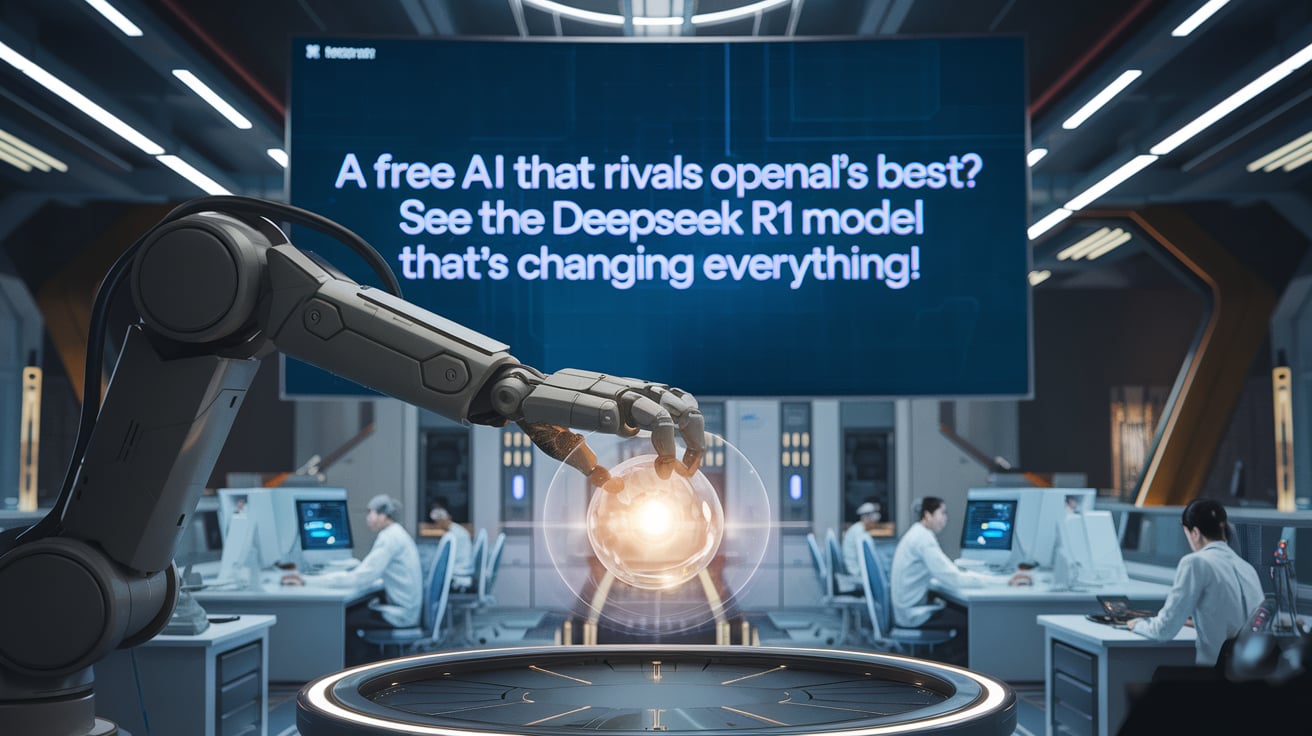 A free AI that rivals openal's best?
See the Deepseek R1 model
that's changing everything!